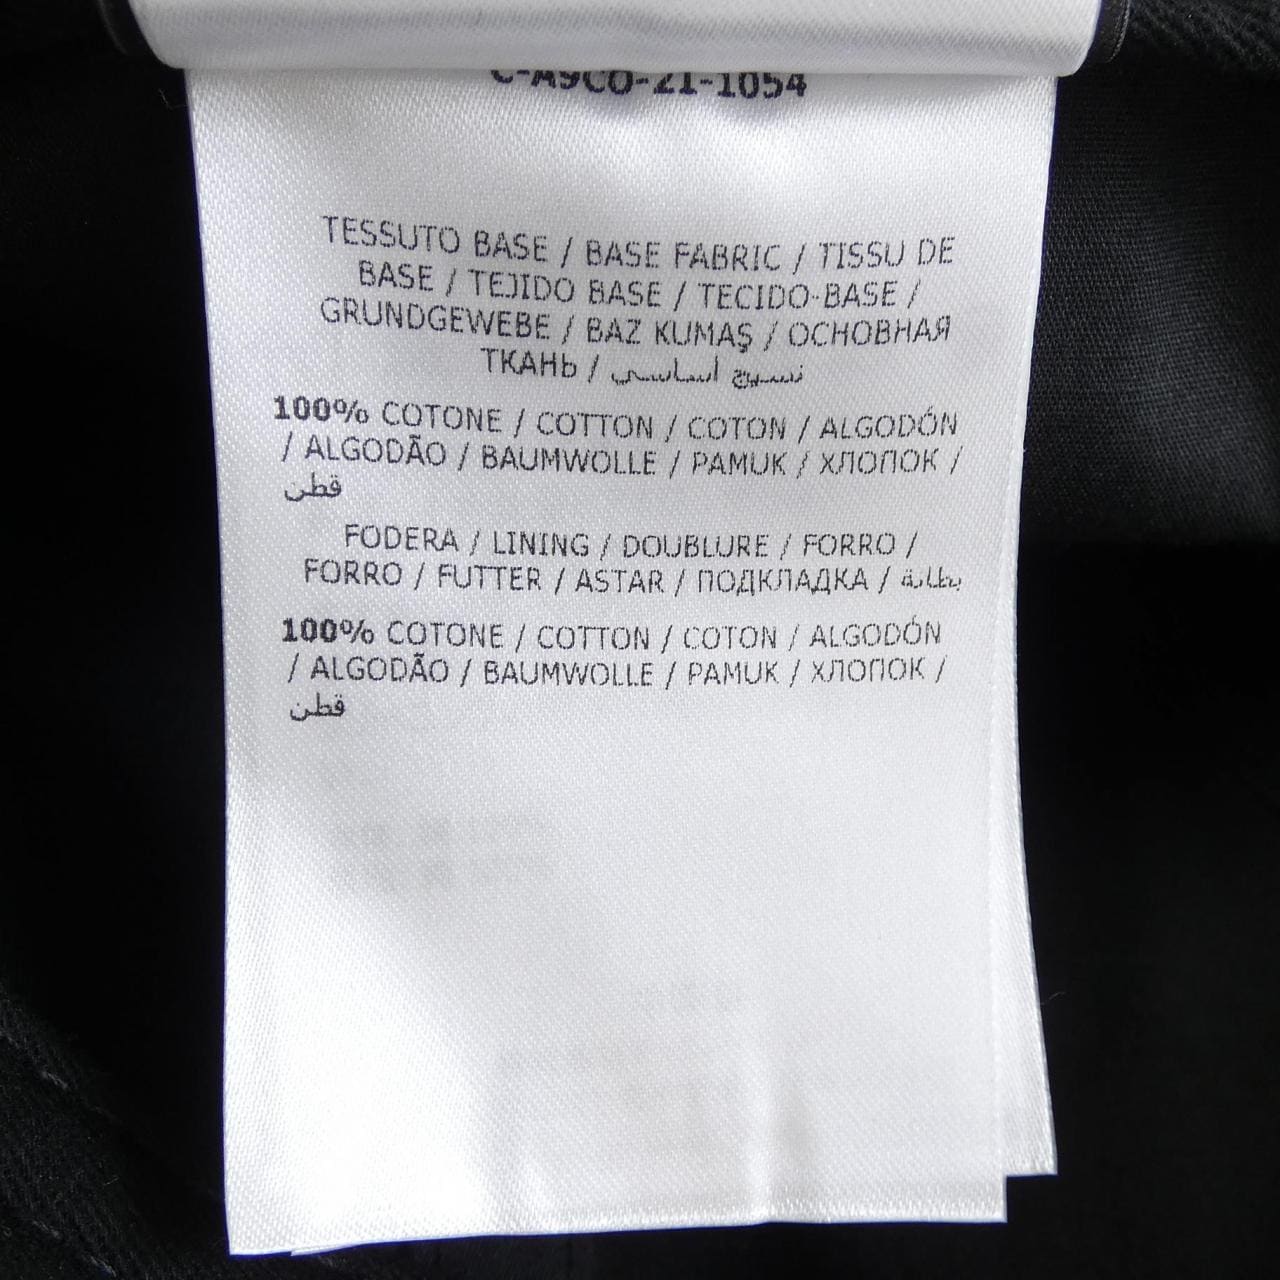 C-A9CO-21-1054
TESSUTO BASE / BASE FABRIC / TISSU DE
BASE / TEJIDO BASE / TECIDO-BASE /
GRUNDGEWEBE / BAZ KUMAŞ / ОСНОВНАЯ
ТКАНЬ / نسيج أساسي
100% COTONE / COTTON / COTON / ALGODÓN
/ ALGODÃO / BAUMWOLLE / PAMUK / ХЛОПОК /
قطن
FODERA / LINING / DOUBLURE / FORRO /
FORRO / FUTTER / ASTAR / ПОДКЛАДКА / بطانة
100% COTONE / COTTON / COTON / ALGODÓN
/ ALGODÃO / BAUMWOLLE / PAMUK / ХЛОПОК /
قطن